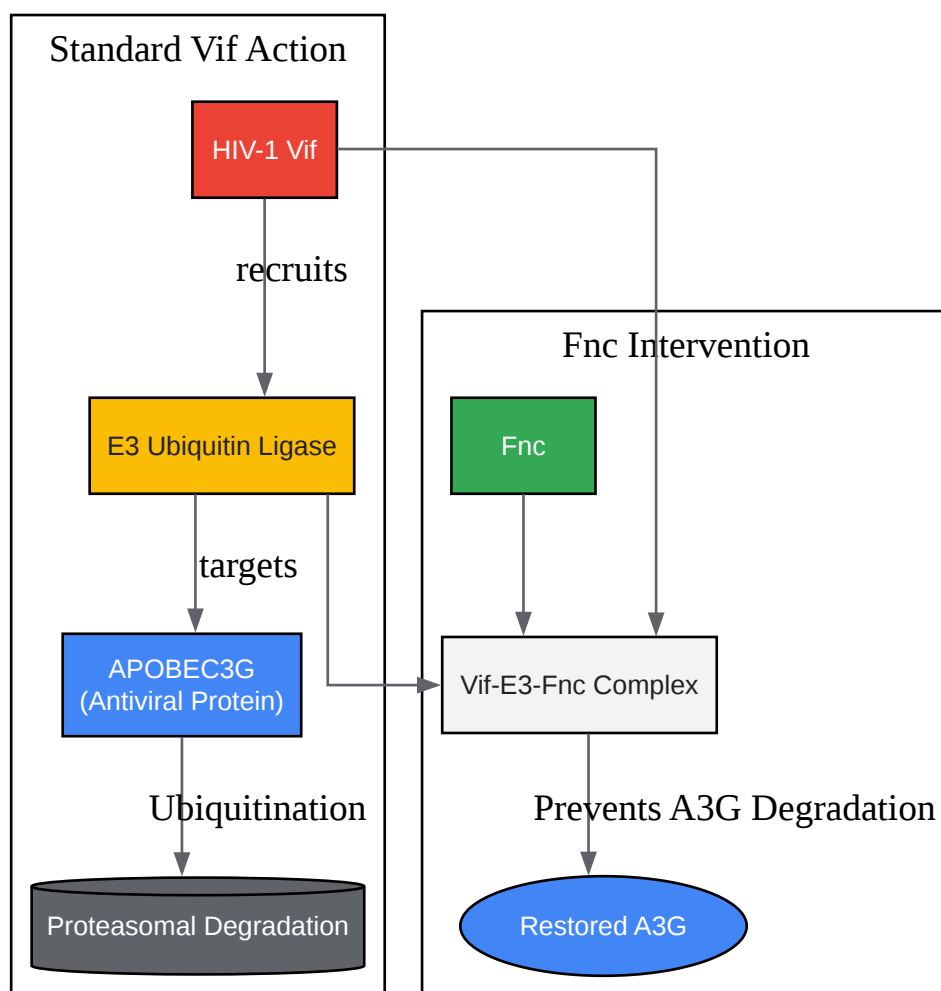 Standard Vif Action
HIV-1 Vif
recruits
E3 Ubiquitin Ligase
targets
APOBEC3G
(Antiviral Protein)
Ubiquitination
Proteasomal Degradation
Fnc Intervention
Fnc
Vif-E3-Fnc Complex
Prevents A3G Degradation
Restored A3G